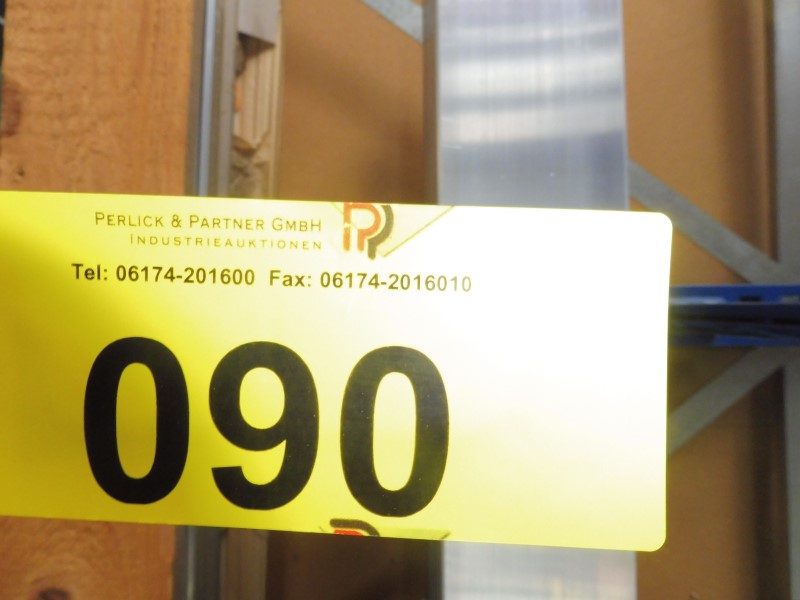 PERLICK & PARTNER GMBH
INDUSTRIEAUKTIONEN
Tel: 06174-201600 Fax: 06174-2016010
090